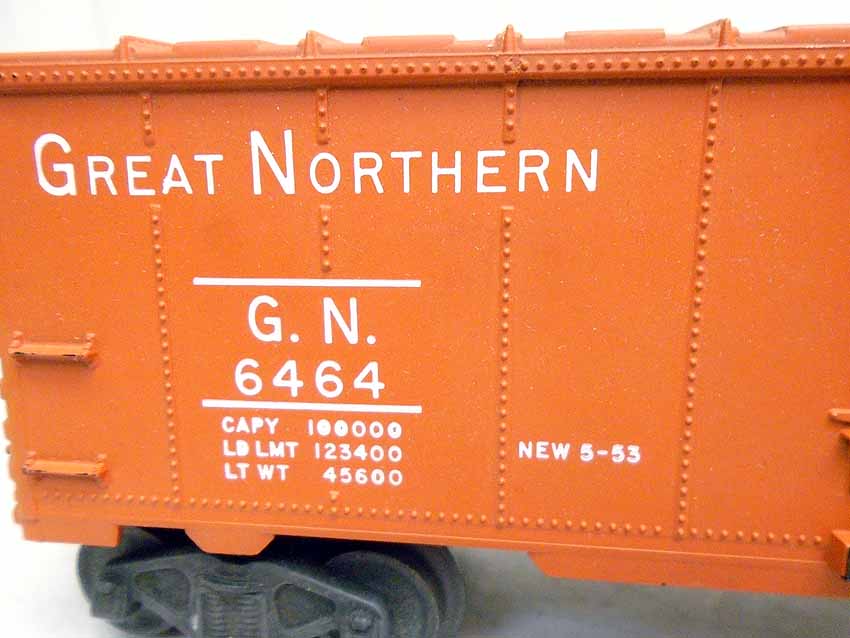 GREAT NORTHERN
G. N.
6464
CAPY 100000
LD LMT 123400
LT WT 45600
NEW 5-53